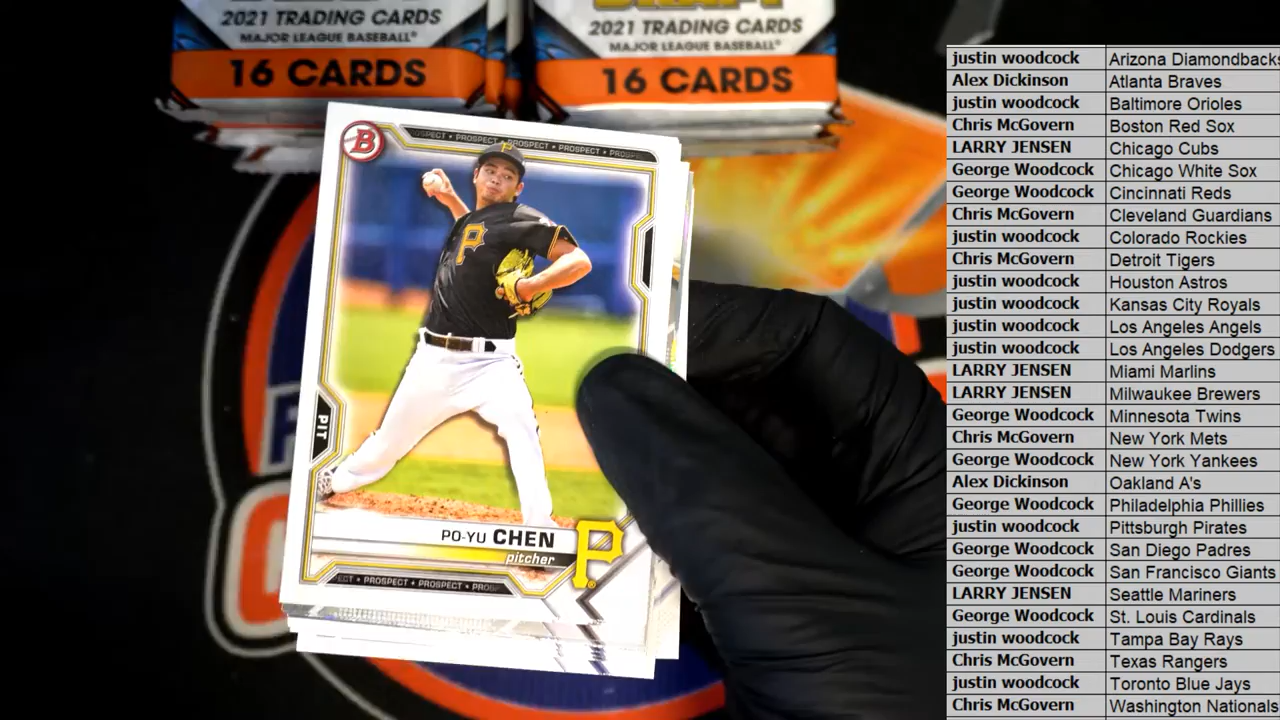 2021 TRADING CARDS
MAJOR LEAGUE BASEBALL®
16 CARDS
DRAFT
2021 TRADING CARDS
MAJOR LEAGUE BASEBALL®
16 CARDS
B
PROSPECT • PROSPECT • PROSPECT
P
P
PIT
PO-YU CHEN
pitcher
P
PROSPECT • PROSPECT
justin woodcock Arizona Diamondbacks
Alex Dickinson Atlanta Braves
justin woodcock Baltimore Orioles
Chris McGovern Boston Red Sox
LARRY JENSEN Chicago Cubs
George Woodcock Chicago White Sox
George Woodcock Cincinnati Reds
Chris McGovern Cleveland Guardians
justin woodcock Colorado Rockies
Chris McGovern Detroit Tigers
justin woodcock Houston Astros
justin woodcock Kansas City Royals
justin woodcock Los Angeles Angels
justin woodcock Los Angeles Dodgers
LARRY JENSEN Miami Marlins
LARRY JENSEN Milwaukee Brewers
George Woodcock Minnesota Twins
Chris McGovern New York Mets
George Woodcock New York Yankees
Alex Dickinson Oakland A's
George Woodcock Philadelphia Phillies
justin woodcock Pittsburgh Pirates
George Woodcock San Diego Padres
George Woodcock San Francisco Giants
LARRY JENSEN Seattle Mariners
George Woodcock St. Louis Cardinals
justin woodcock Tampa Bay Rays
Chris McGovern Texas Rangers
justin woodcock Toronto Blue Jays
Chris McGovern Washington Nationals